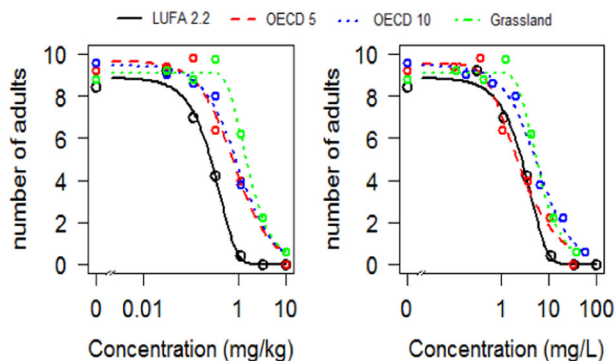 LUFA 2.2 OECD 5 OECD 10 Grassland
number of adults
10
8
6
4
2
0
0 0.01 1 10
Concentration (mg/kg)
number of adults
10
8
6
4
2
0
0 1 10 100
Concentration (mg/L)